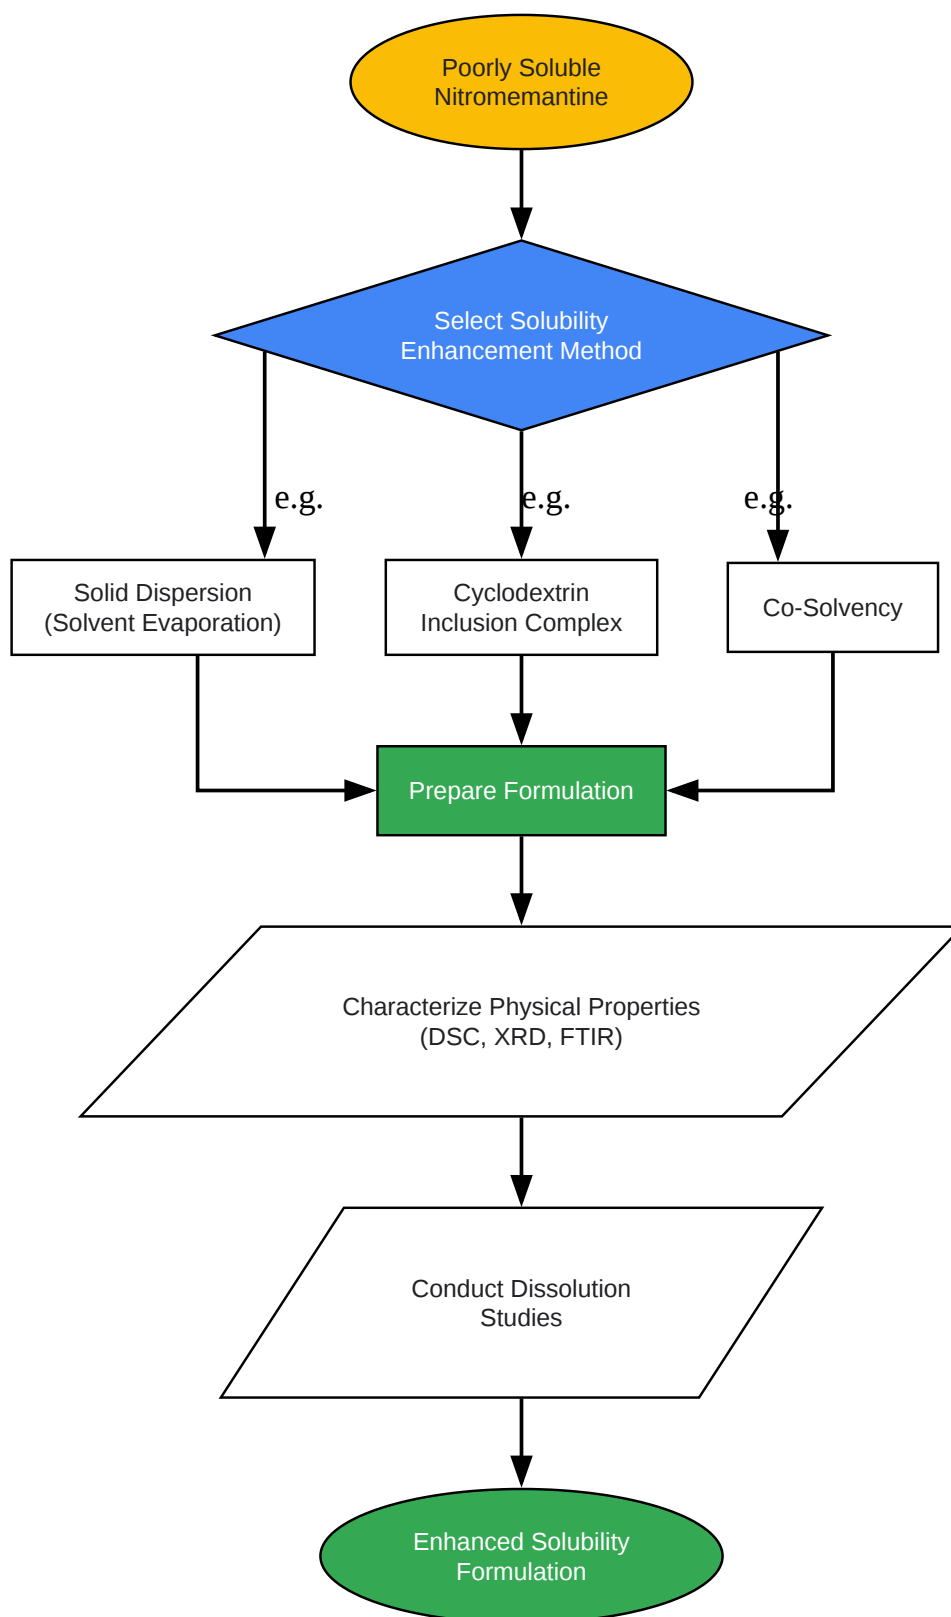 Poorly Soluble
Nitromemantine
Select Solubility
Enhancement Method
e.g.
e.g.
e.g.
Solid Dispersion
(Solvent Evaporation)
Cyclodextrin
Inclusion Complex
Co-Solvency
Prepare Formulation
Characterize Physical Properties
(DSC, XRD, FTIR)
Conduct Dissolution
Studies
Enhanced Solubility
Formulation